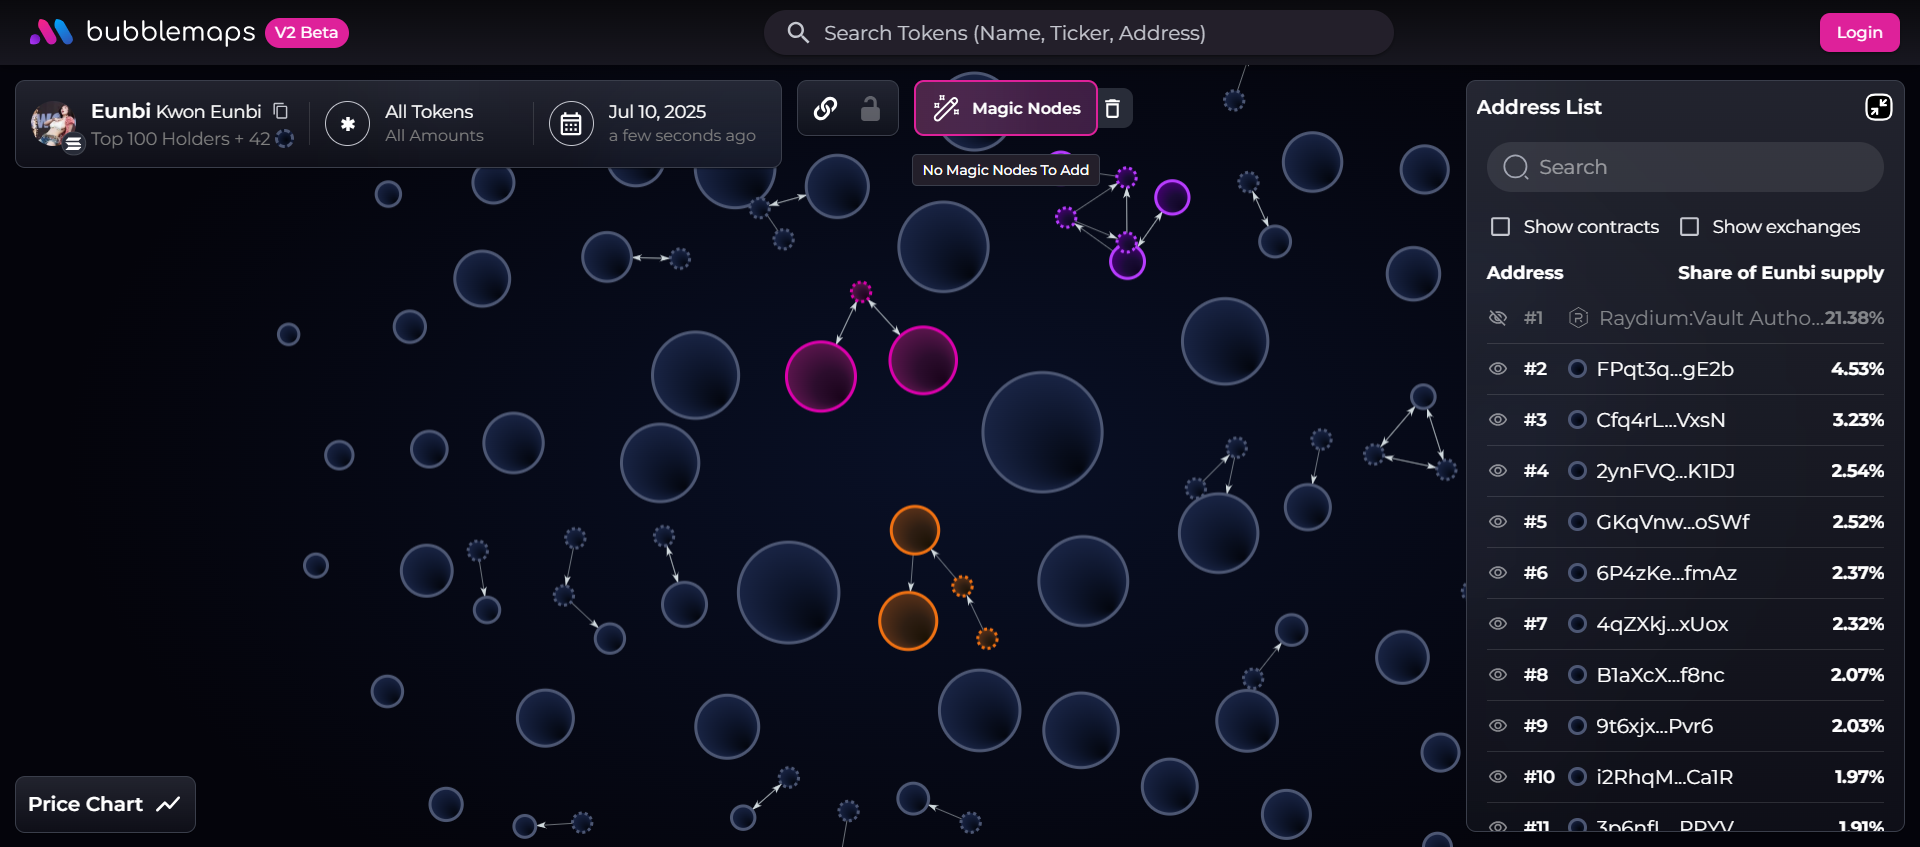 bubblemaps V2 Beta
Search Tokens (Name, Ticker, Address)
Login
Eunbi Kwon Eunbi
Top 100 Holders + 42
All Tokens
All Amounts
Jul 10, 2025
a few seconds ago
Magic Nodes
No Magic Nodes To Add
Address List
Search
Show contracts
Show exchanges
Address Share of Eunbi supply
#1 Raydium:Vault Autho...21.38%
#2 FPqt3q...gE2b 4.53%
#3 Cfq4rL...VxsN 3.23%
#4 2ynFVQ...K1DJ 2.54%
#5 GKqVnw...oSWf 2.52%
#6 6P4zKe...fmAz 2.37%
#7 4qZXkj...xUox 2.32%
#8 B1aXcX...f8nc 2.07%
#9 9t6xjx...Pvr6 2.03%
#10 i2RhqM...Ca1R 1.97%
#11 1.91%
Price Chart